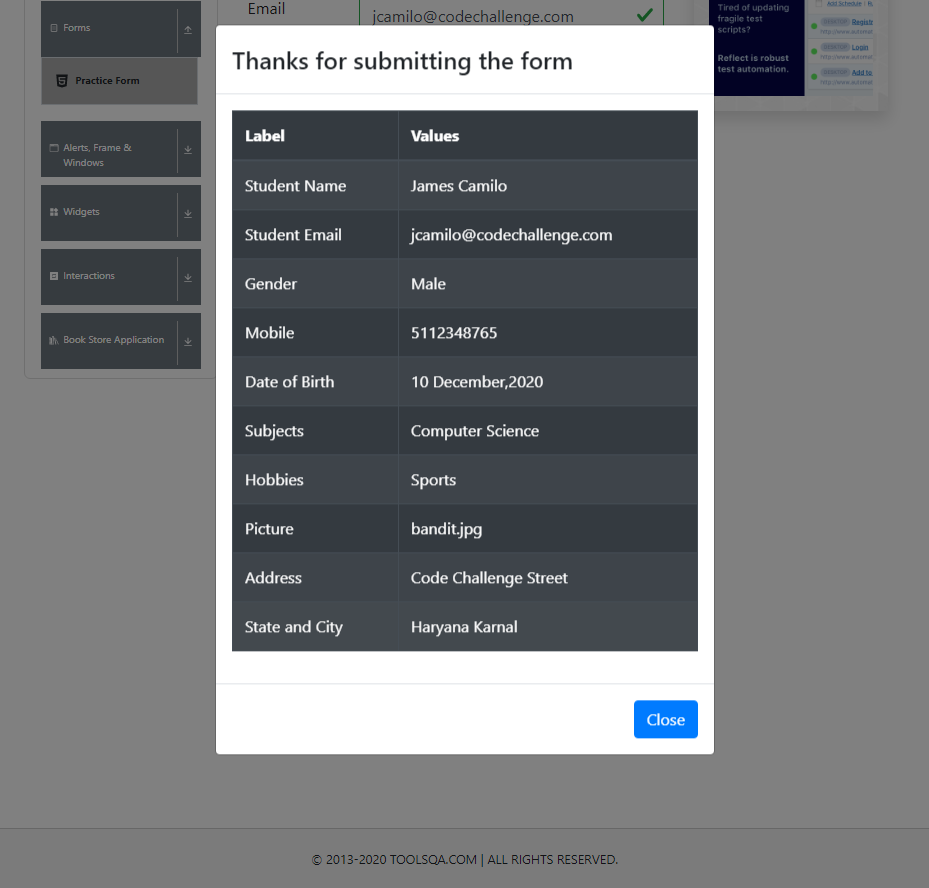 Forms
Practice Form
Alerts, Frame &
Windows
Widgets
Interactions
Book Store Application
Email
jcamilo@codechallenge.com
Tired of updating
fragile test
scripts?
Reflect is robust
test automation.
Add Schedule
Login
Add to
Thanks for submitting the form
Label Values
Student Name James Camilo
Student Email jcamilo@codechallenge.com
Gender Male
Mobile 5112348765
Date of Birth 10 December,2020
Subjects Computer Science
Hobbies Sports
Picture bandit.jpg
Address Code Challenge Street
State and City Haryana Karnal
Close
© 2013-2020 TOOLSQA.COM | ALL RIGHTS RESERVED.